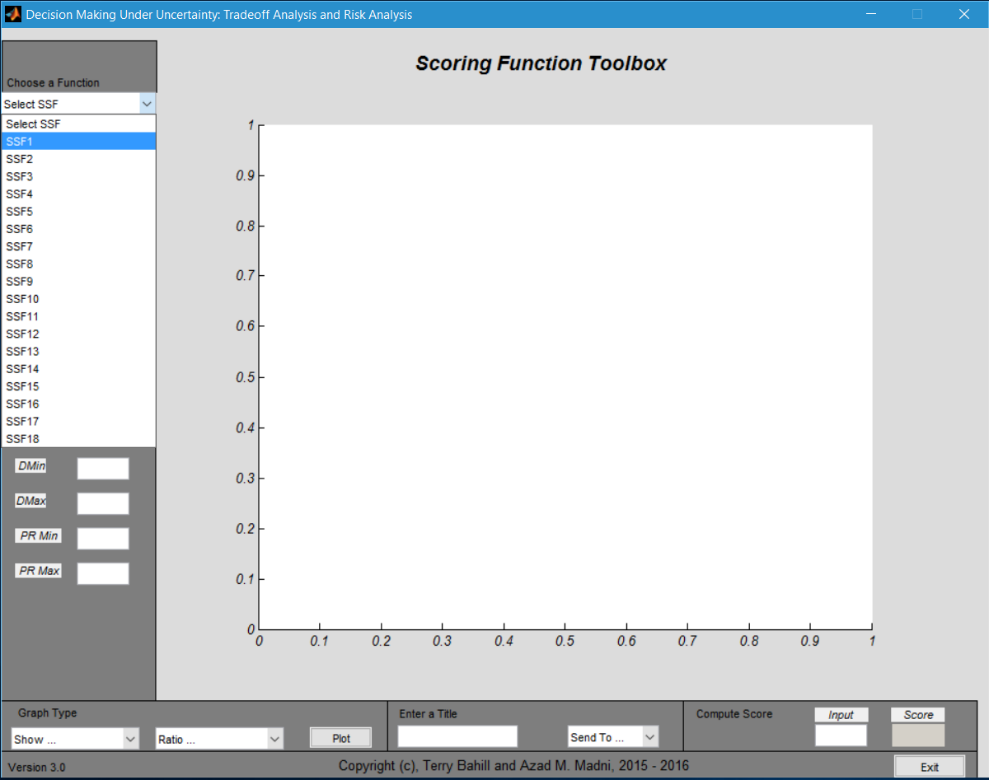 Decision Making Under Uncertainty: Tradeoff Analysis and Risk Analysis
Scoring Function Toolbox
Choose a Function
Select SSF
Select SSF
SSF1
SSF2
SSF3
SSF4
SSF5
SSF6
SSF7
SSF8
SSF9
SSF10
SSF11
SSF12
SSF13
SSF14
SSF15
SSF16
SSF17
SSF18
DMin
DMax
PR Min
PR Max
1
0.9
0.8
0.7
0.6
0.5
0.4
0.3
0.2
0.1
0
0 0.1 0.2 0.3 0.4 0.5 0.6 0.7 0.8 0.9 1
Graph Type
Show ...
Ratio ...
Plot
Enter a Title
Send To ...
Compute Score
Input
Score
Version 3.0
Copyright (c), Terry Bahill and Azad M. Madni, 2015 - 2016
Exit